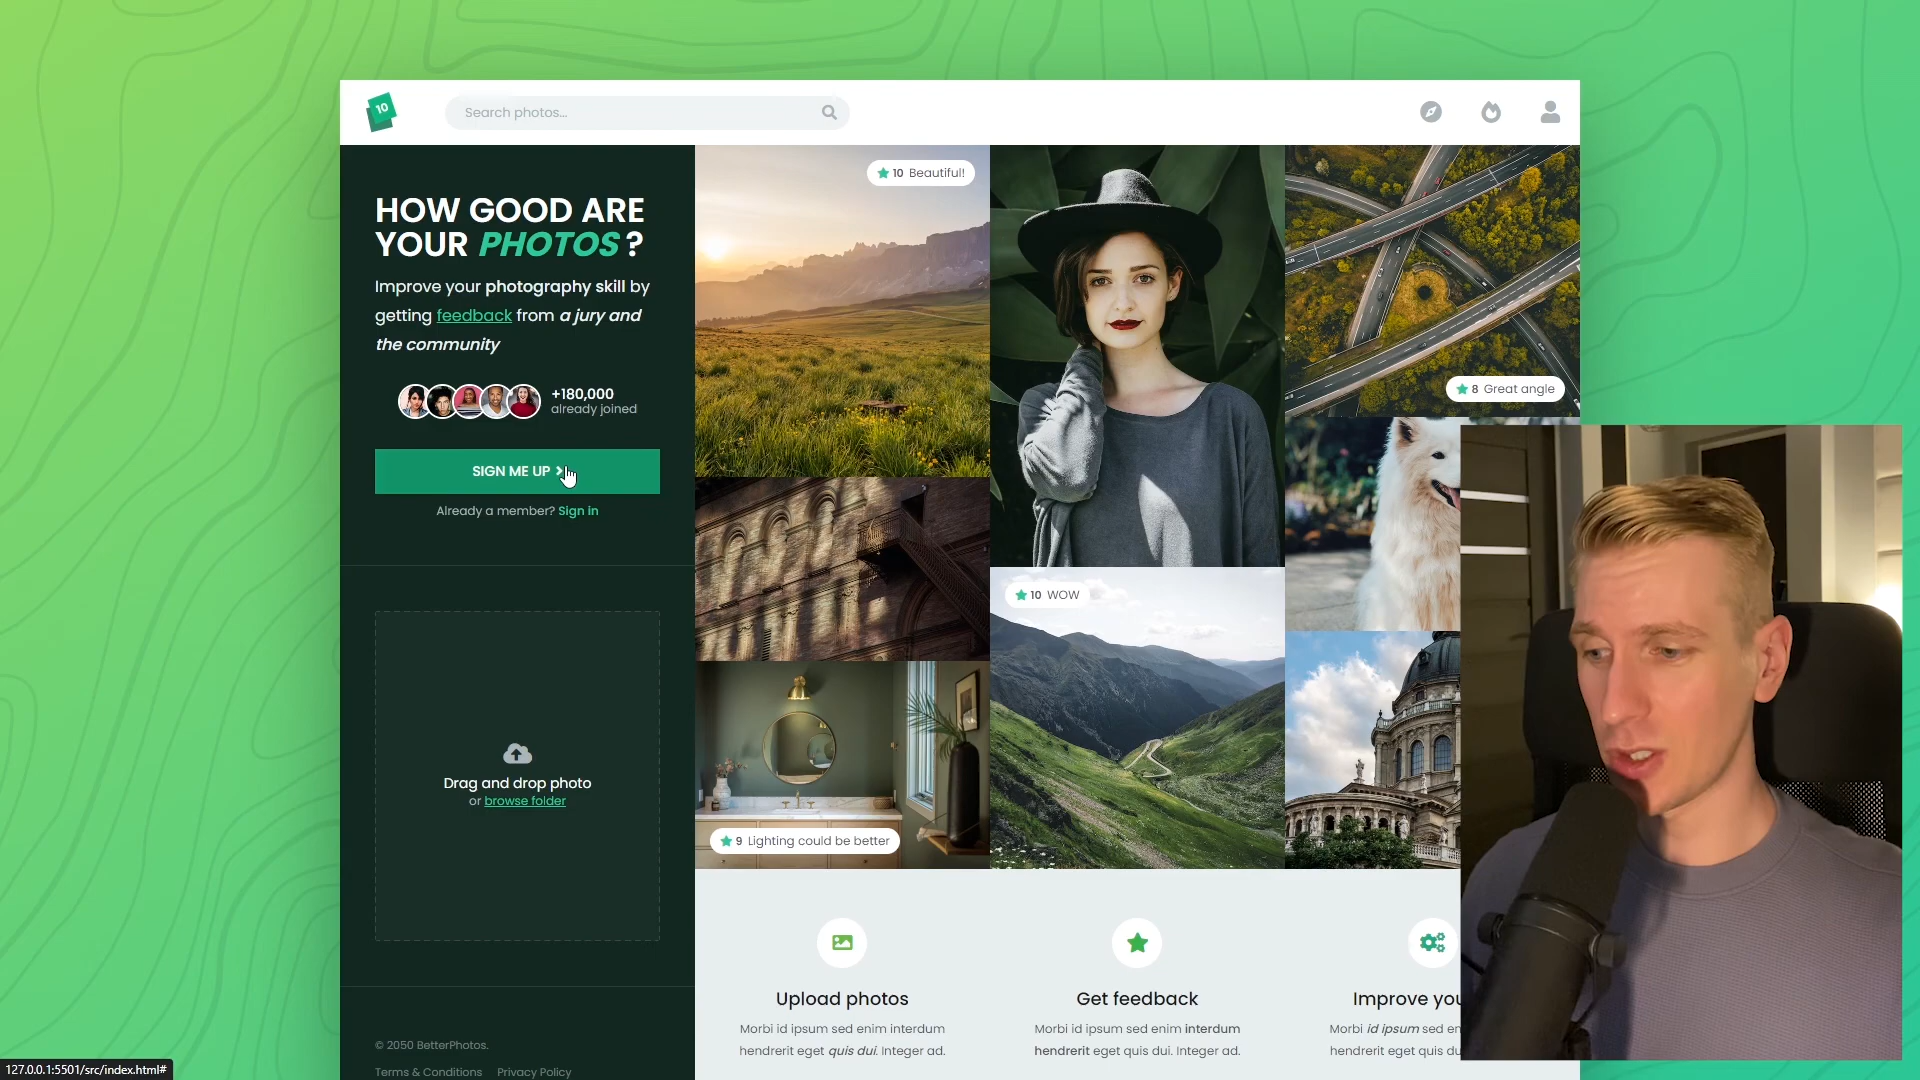 10
Search photos...
HOW GOOD ARE
YOUR PHOTOS ?
Improve your photography skill by
getting feedback from a jury and
the community
+180,000
already joined
SIGN ME UP
Already a member? Sign in
Drag and drop photo
or browse folder
© 2050 BetterPhotos.
Terms & Conditions Privacy Policy
10 Beautiful!
8 Great angle
10 WOW
9 Lighting could be better
Upload photos
Morbi id ipsum sed enim interdum
hendrerit eget quis dui. Integer ad.
Get feedback
Morbi id ipsum sed enim interdum
hendrerit eget quis dui. Integer ad.
Improve
Morbi id ipsum sed
hendrerit eget quis
127.0.0.1:5501/src/index.html#